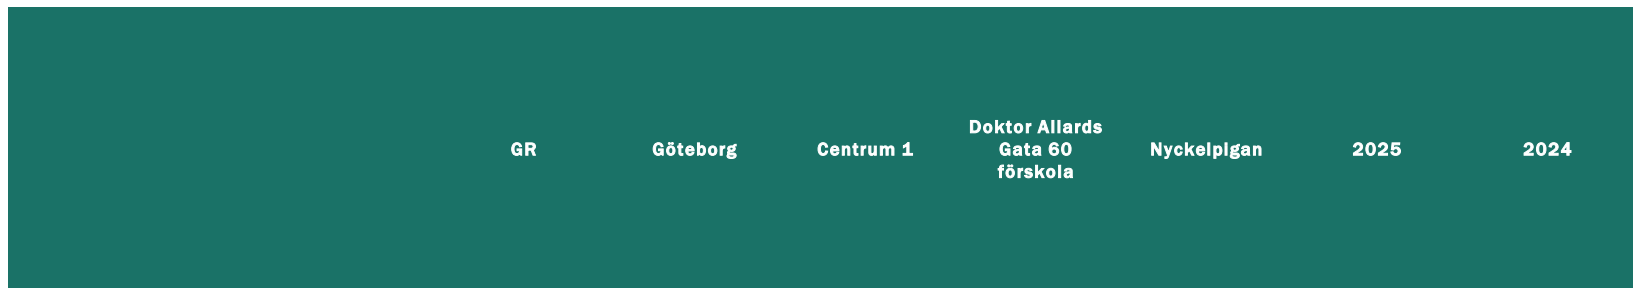 GR
Göteborg
Centrum 1
Doktor Allards
Gata 60
förskola
Nyckelpigan
2025
2024